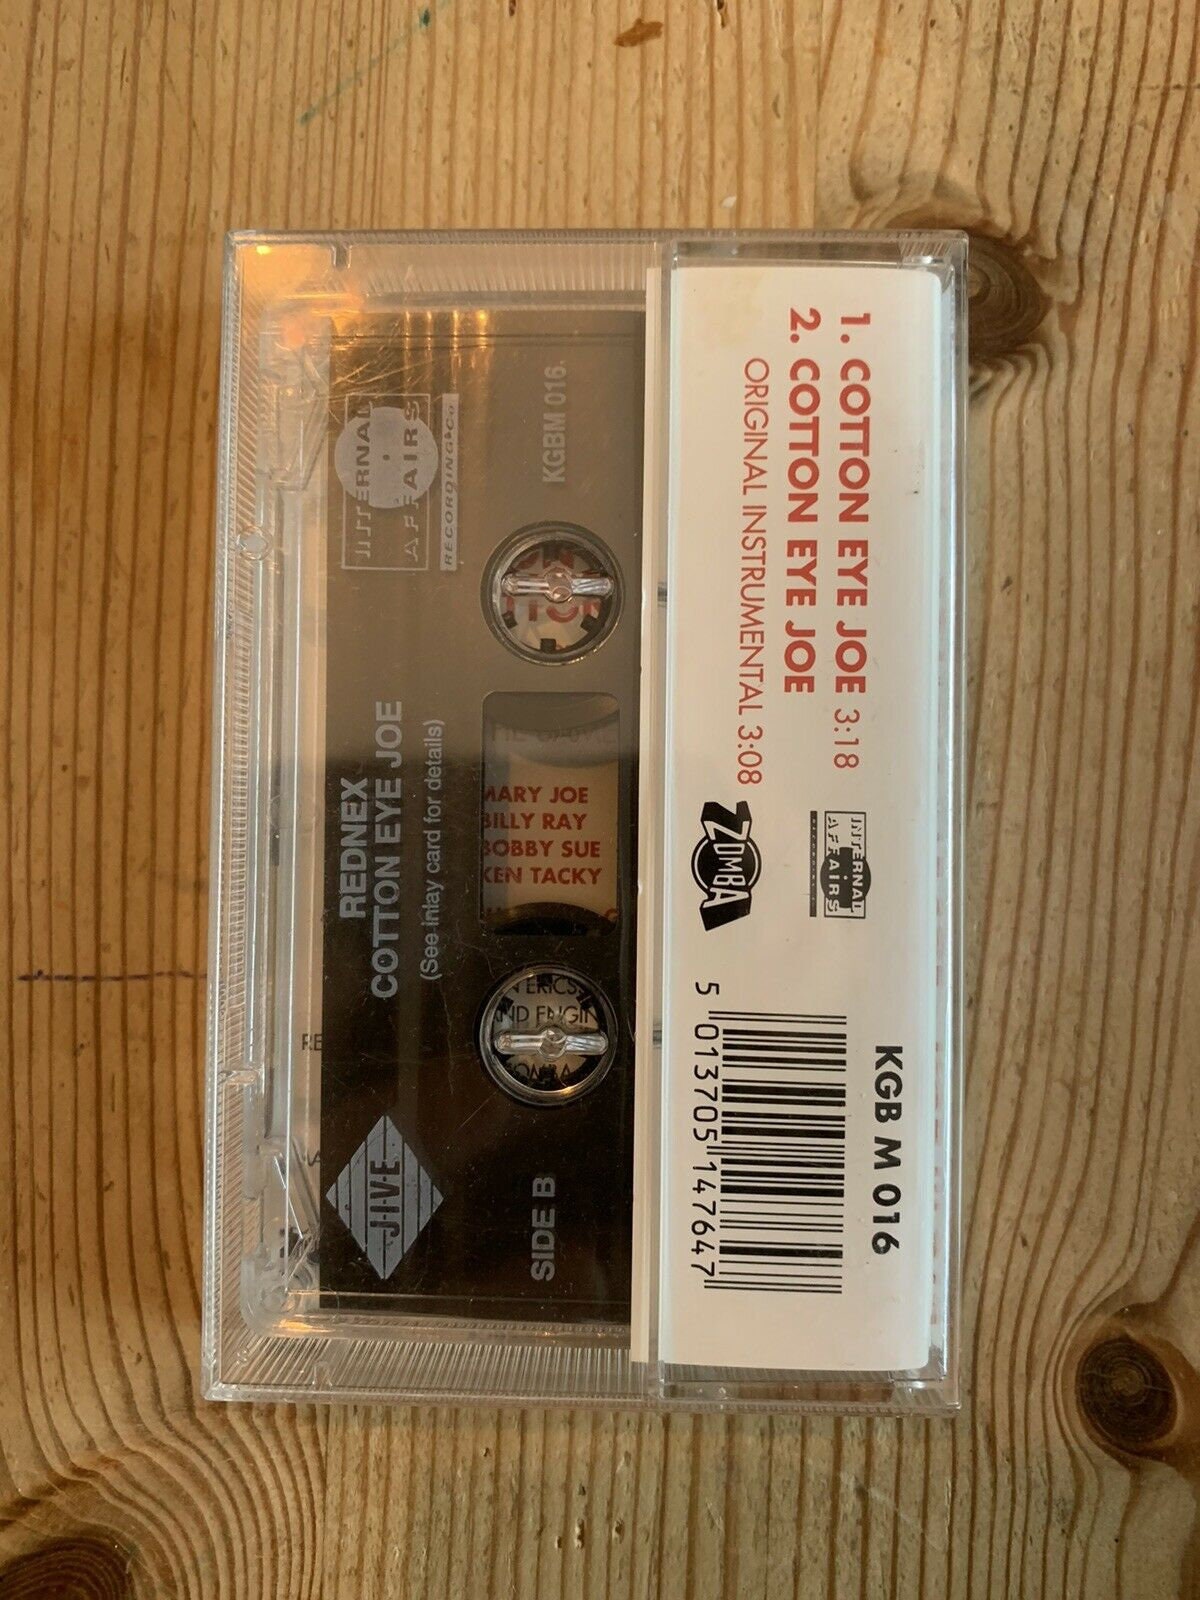 1. COTTON EYE JOE 3:18
2. COTTON EYE JOE
ORIGINAL INSTRUMENTAL 3:08
INTERNAL
AFFAIRS
ZOMBA
KGB M 016
5 013705 147647
KGBM 016
INTERNAL
AFFAIRS
RECORDING Co
REDNEX
COTTON EYE JOE
(See inlay card for details)
MARY JOE
BILLY RAY
BOBBY SUE
KEN TACKY
SIDE B
J·I·V·E